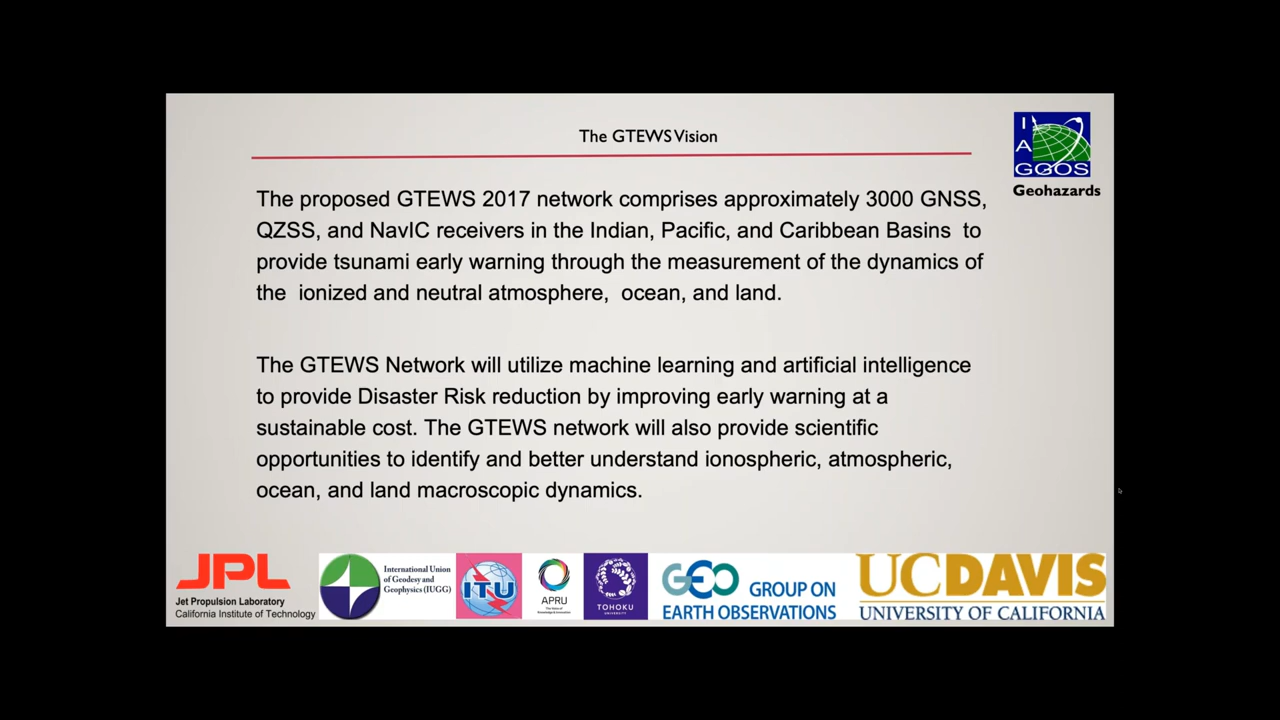 The GTEWS Vision
I
A
GGOS
Geohazards
The proposed GTEWS 2017 network comprises approximately 3000 GNSS,
QZSS, and NavIC receivers in the Indian, Pacific, and Caribbean Basins to
provide tsunami early warning through the measurement of the dynamics of
the ionized and neutral atmosphere, ocean, and land.
The GTEWS Network will utilize machine learning and artificial intelligence
to provide Disaster Risk reduction by improving early warning at a
sustainable cost. The GTEWS network will also provide scientific
opportunities to identify and better understand ionospheric, atmospheric,
ocean, and land macroscopic dynamics.
JPL
Jet Propulsion Laboratory
California Institute of Technology
International Union
of Geodesy and
Geophysics (IUGG)
ITU
APRU
TOHOKU
UNIVERSITY
GEO GROUP ON
EARTH OBSERVATIONS
UCDAVIS
UNIVERSITY OF CALIFORNIA